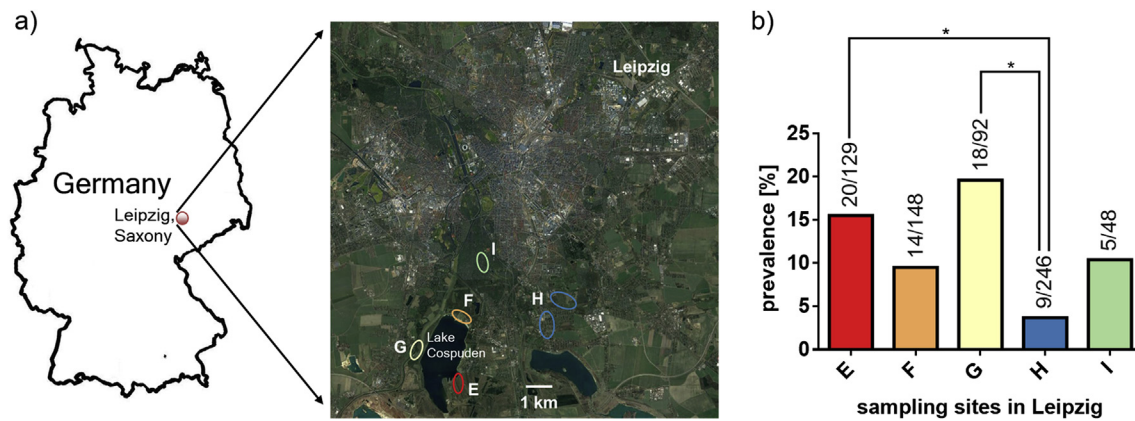 a)
Germany
Leipzig,
Saxony
Leipzig
I
H
F
G
Lake
Cospuden
E
1 km
b)
*
*
prevalence [%]
25
20
15
10
5
0
20/129
14/148
18/92
9/246
5/48
E
F
G
H
I
sampling sites in Leipzig